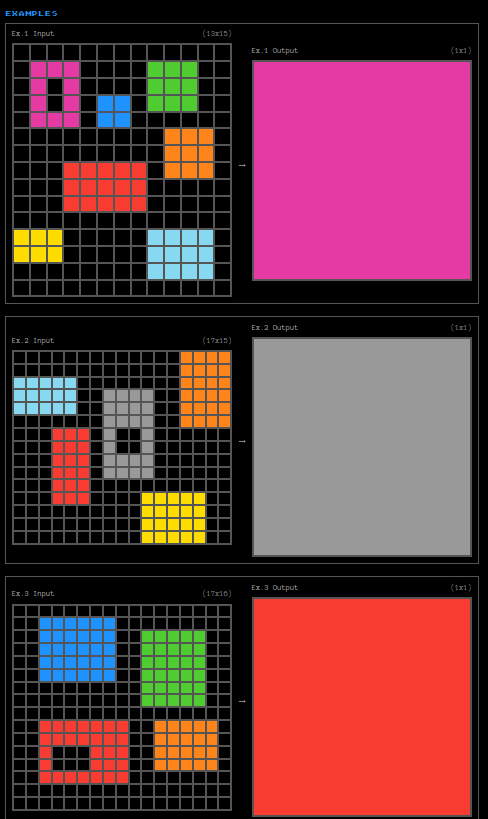 EXAMPLES
Ex.1 Input (13x15)
Ex.1 Output (1x1)
→
Ex.2 Input (17x15)
Ex.2 Output (1x1)
→
Ex.3 Input (17x16)
Ex.3 Output (1x1)
→